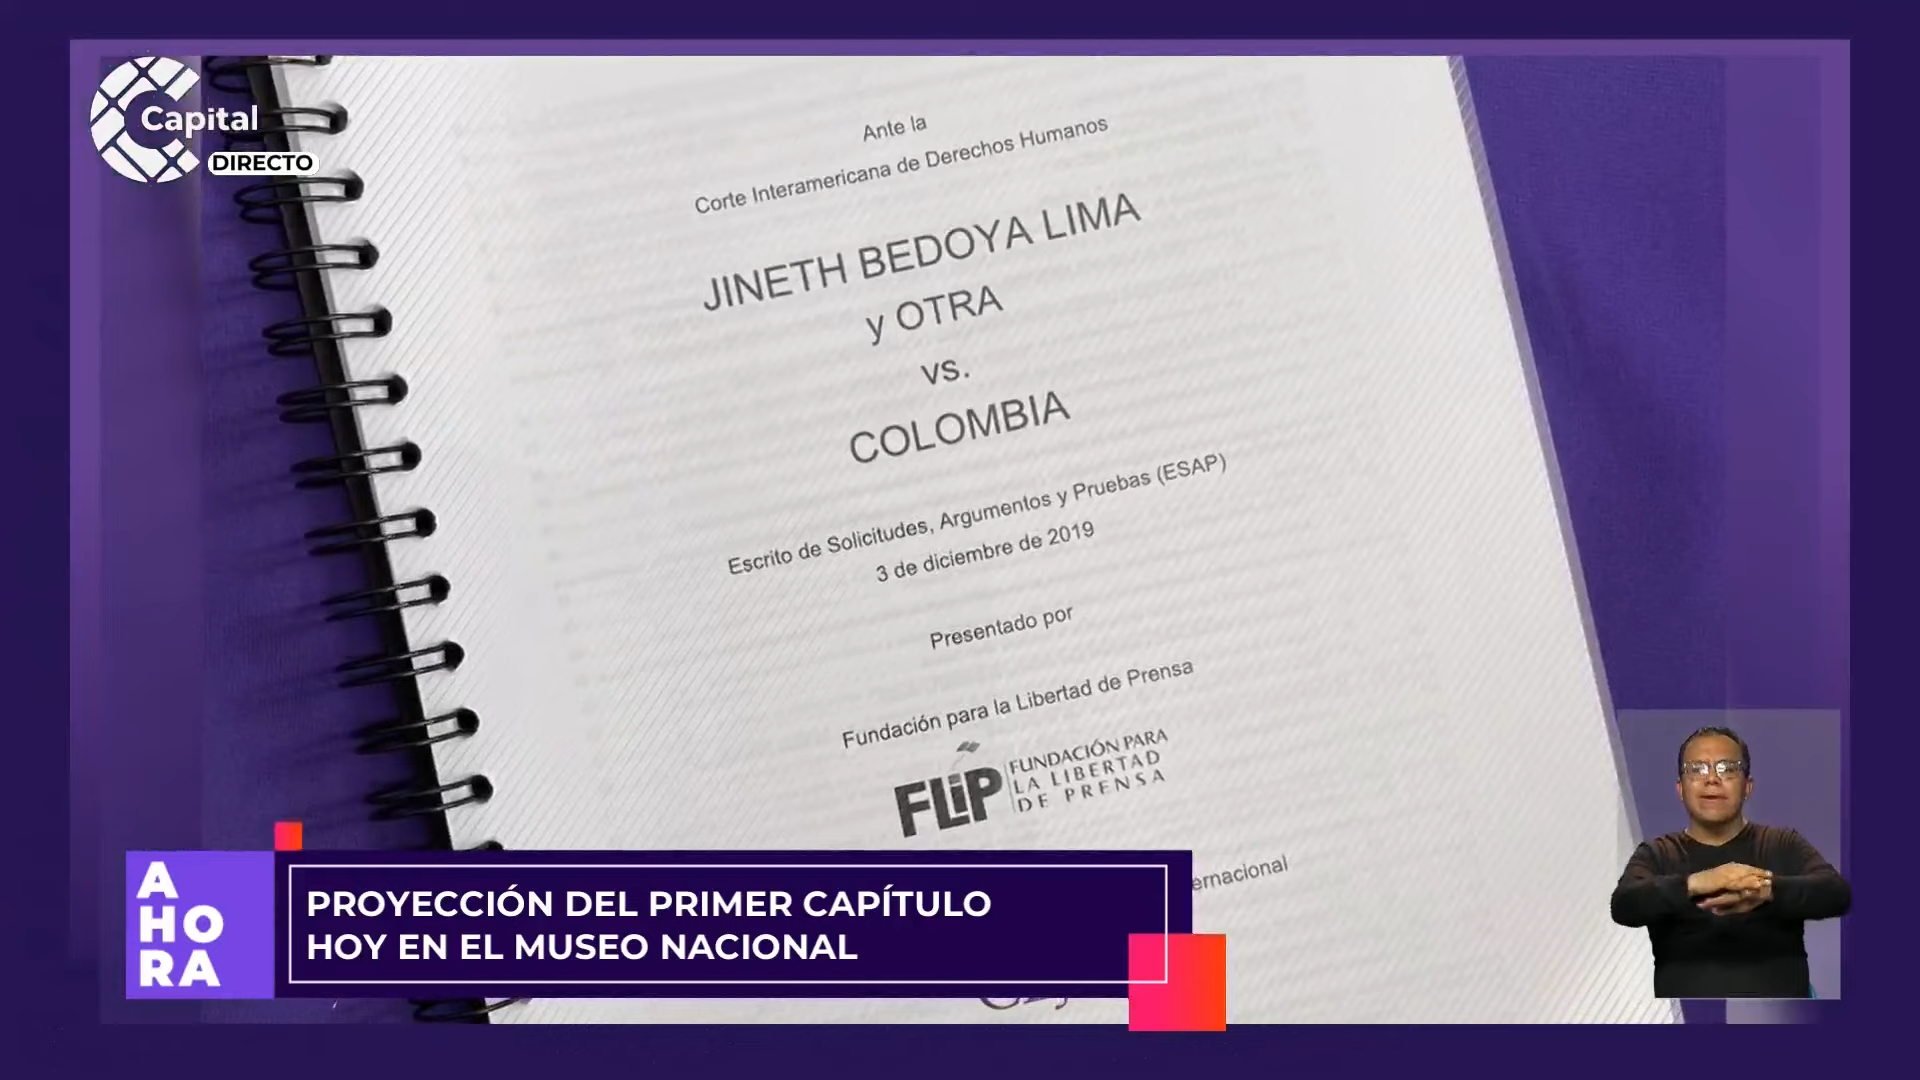 Capital
DIRECTO
Ante la
Corte Interamericana de Derechos Humanos
JINETH BEDOYA LIMA
y OTRA
vs.
COLOMBIA
Escrito de Solicitudes, Argumentos y Pruebas (ESAP)
3 de diciembre de 2019
Presentado por
Fundación para la Libertad de Prensa
FLiP
FUNDACIÓN PARA
LA LIBERTAD
DE PRENSA
A
HO
RA
PROYECCIÓN DEL PRIMER CAPÍTULO
HOY EN EL MUSEO NACIONAL